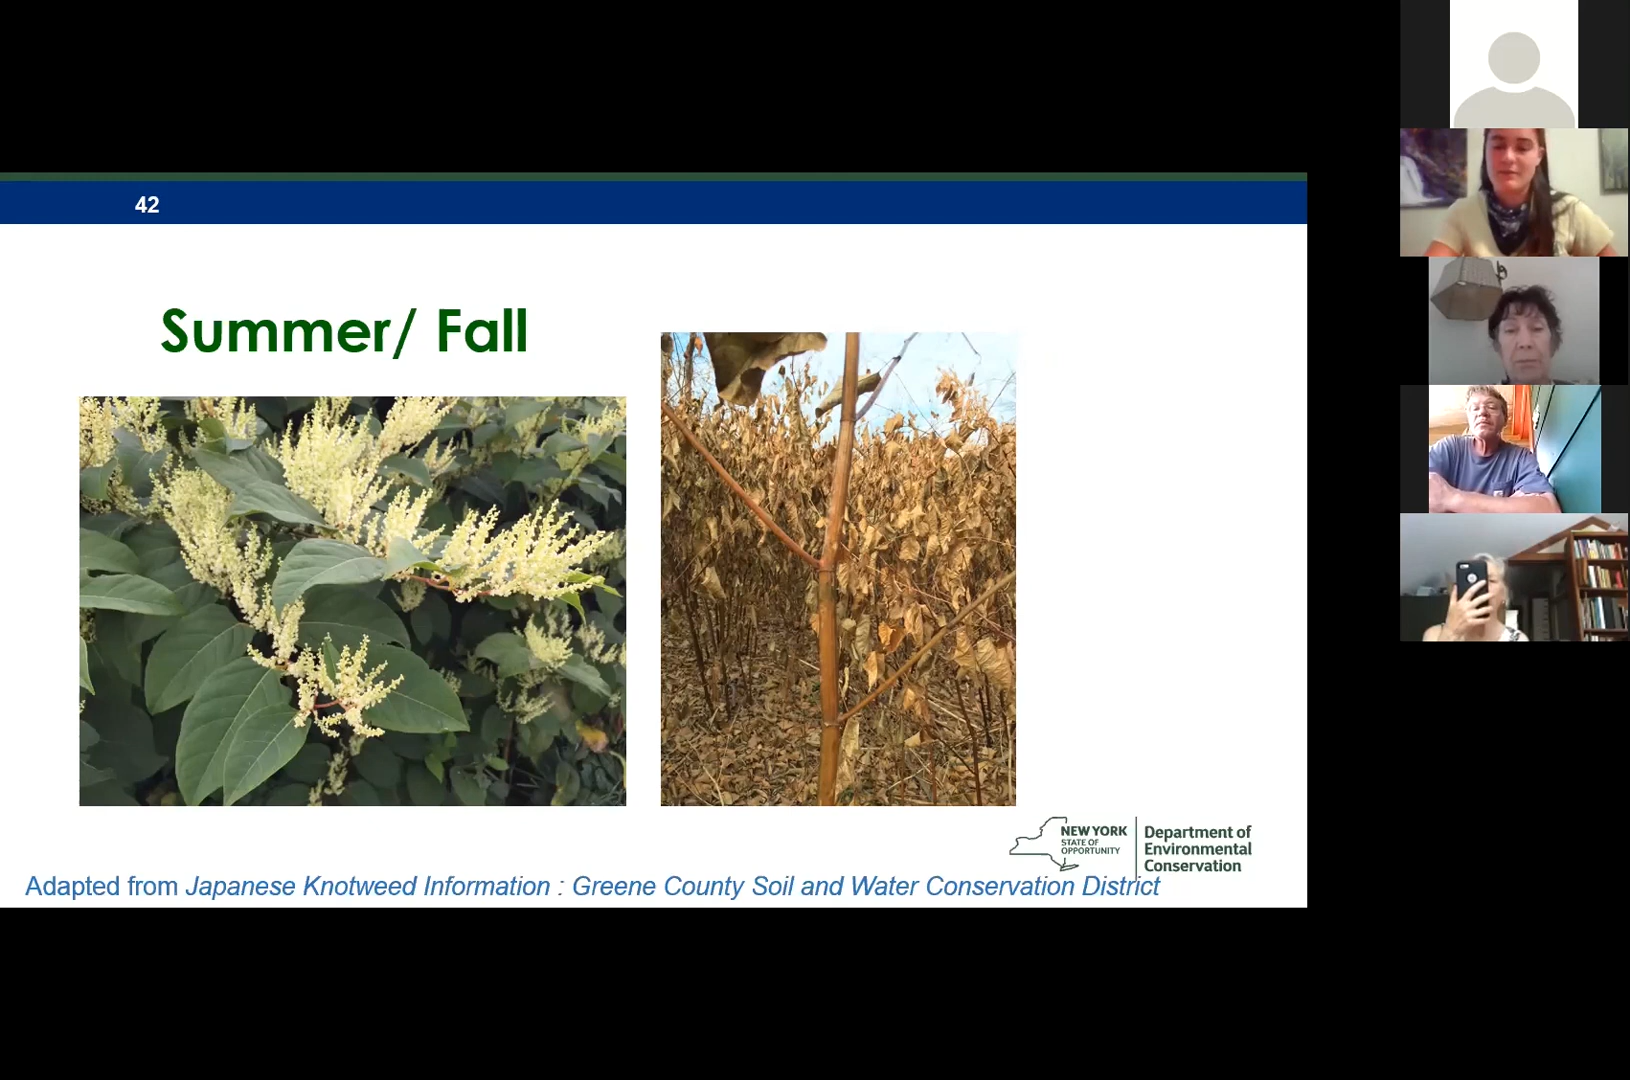 42
Summer/ Fall
NEW YORK
STATE OF
OPPORTUNITY
Department of
Environmental
Conservation
Adapted from Japanese Knotweed Information : Greene County Soil and Water Conservation District